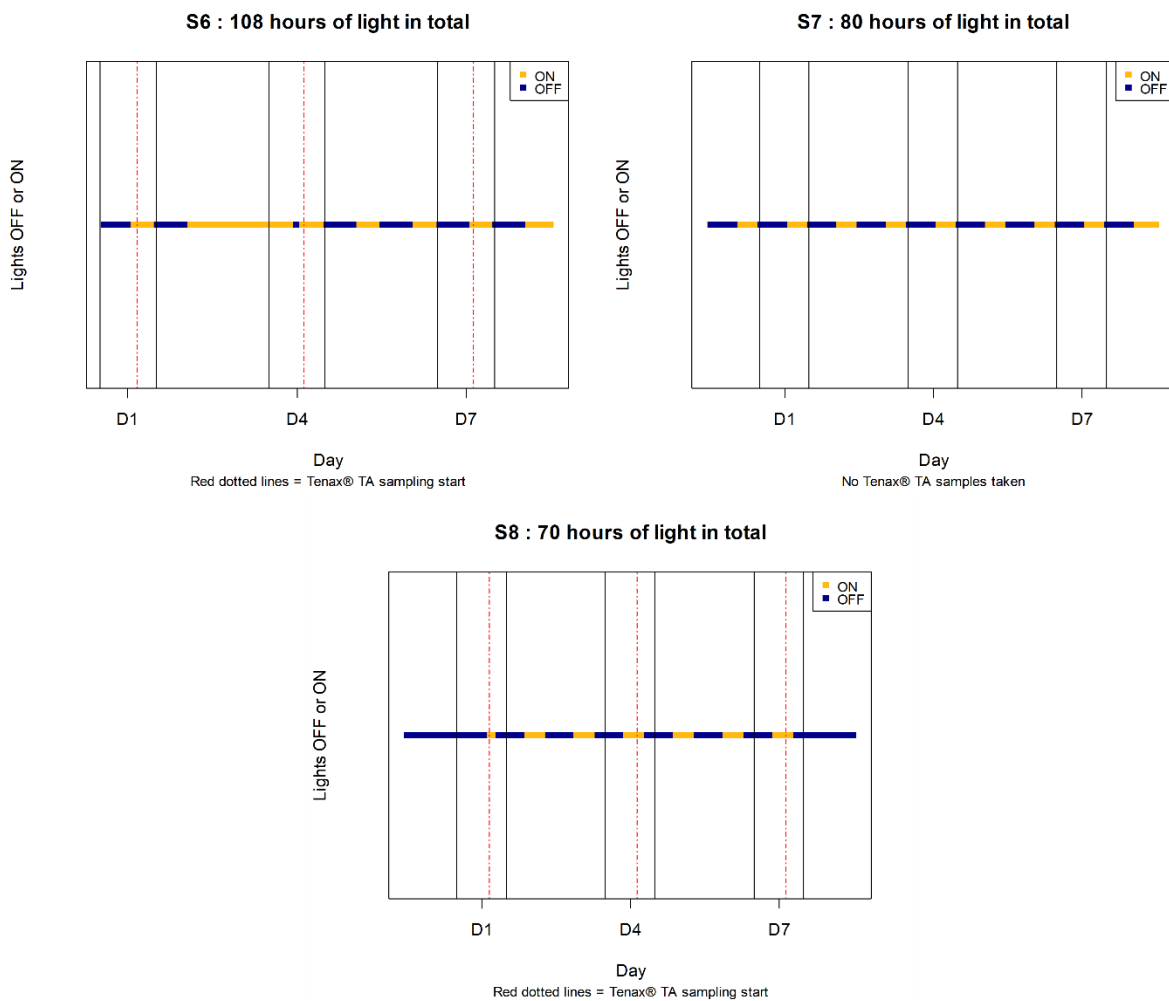 S6 : 108 hours of light in total
ON
OFF
Lights OFF or ON
D1 D4 D7
Day
Red dotted lines = Tenax® TA sampling start
S7 : 80 hours of light in total
ON
OFF
Lights OFF or ON
D1 D4 D7
Day
No Tenax® TA samples taken
S8 : 70 hours of light in total
ON
OFF
Lights OFF or ON
D1 D4 D7
Day
Red dotted lines = Tenax® TA sampling start